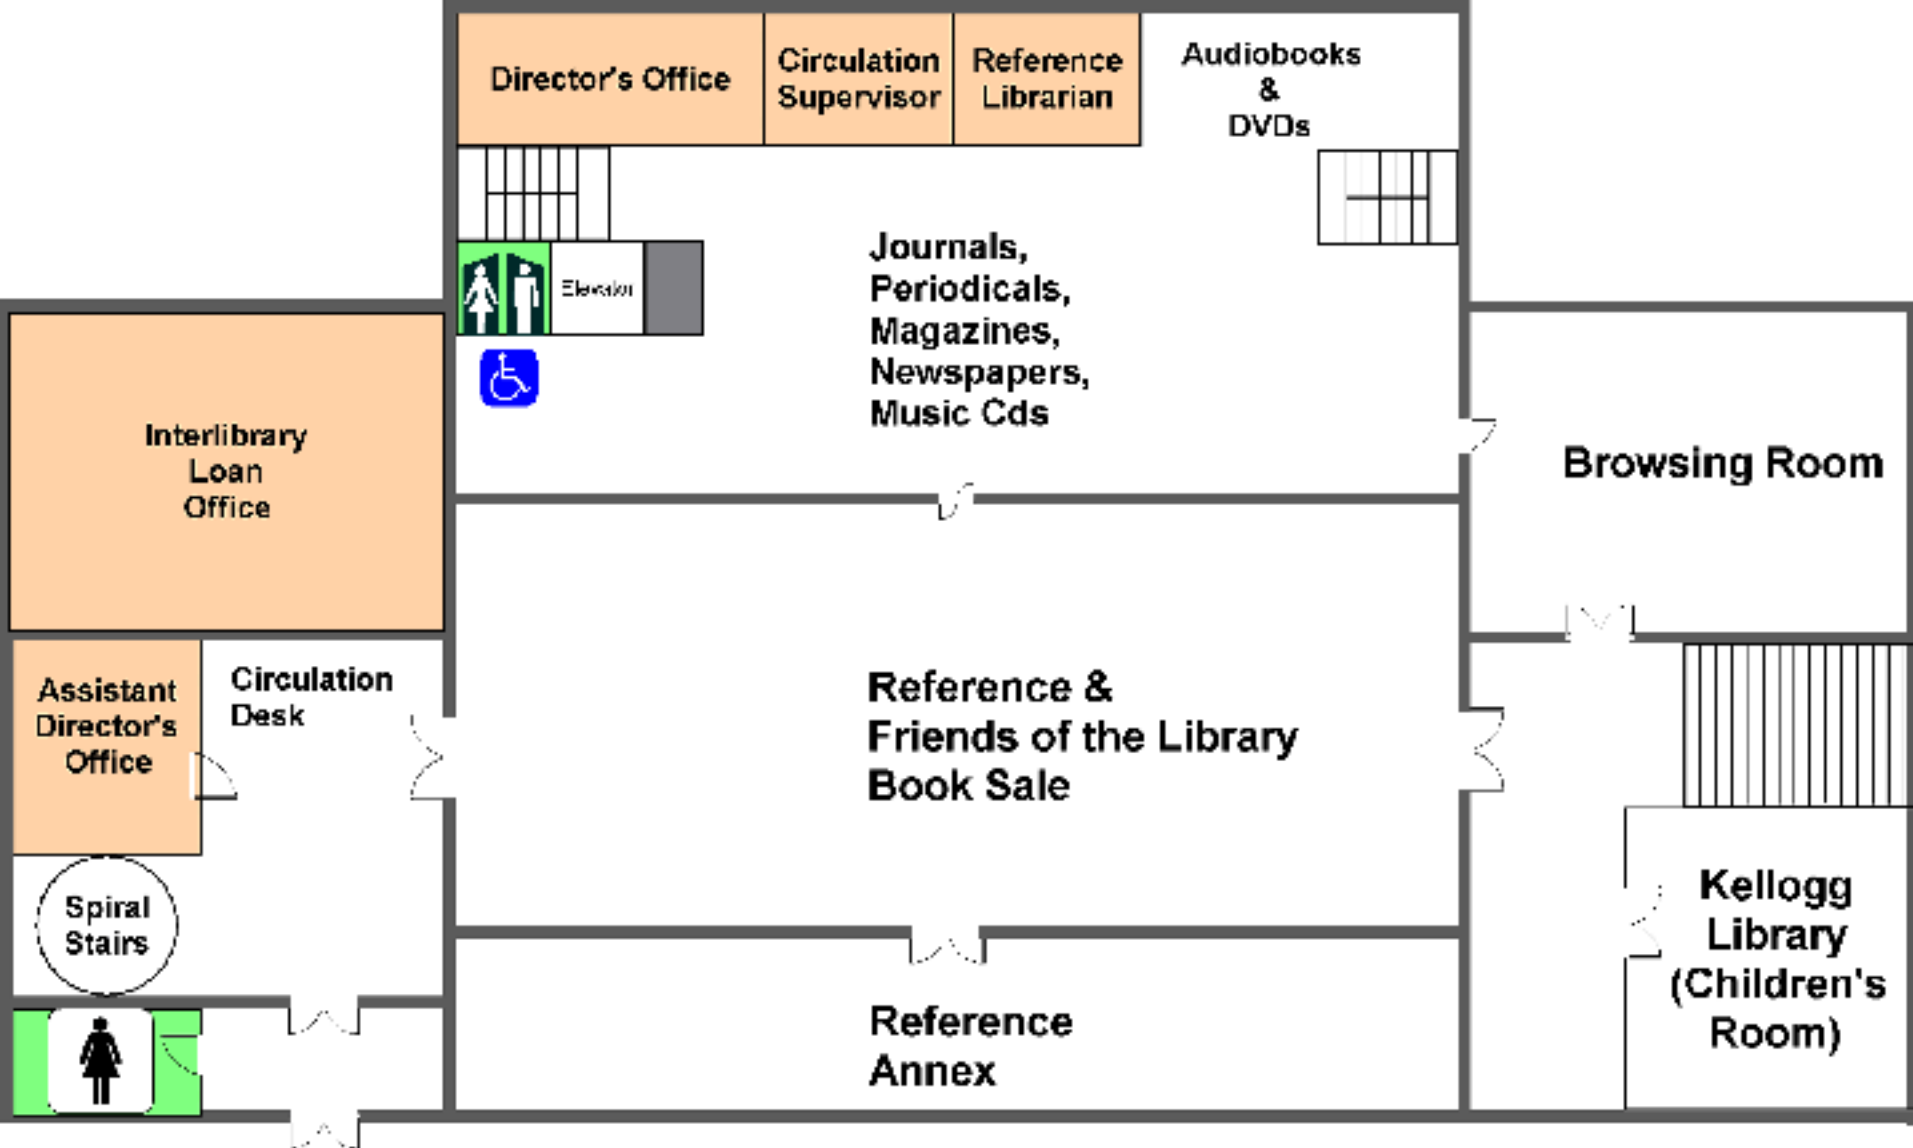 Director's Office
Circulation
Supervisor
Reference
Librarian
Audiobooks
&
DVDs
Elevator
Journals,
Periodicals,
Magazines,
Newspapers,
Music Cds
Interlibrary
Loan
Office
Browsing Room
Assistant
Director's
Office
Circulation
Desk
Reference &
Friends of the Library
Book Sale
Spiral
Stairs
Kellogg
Library
(Children's
Room)
Reference
Annex